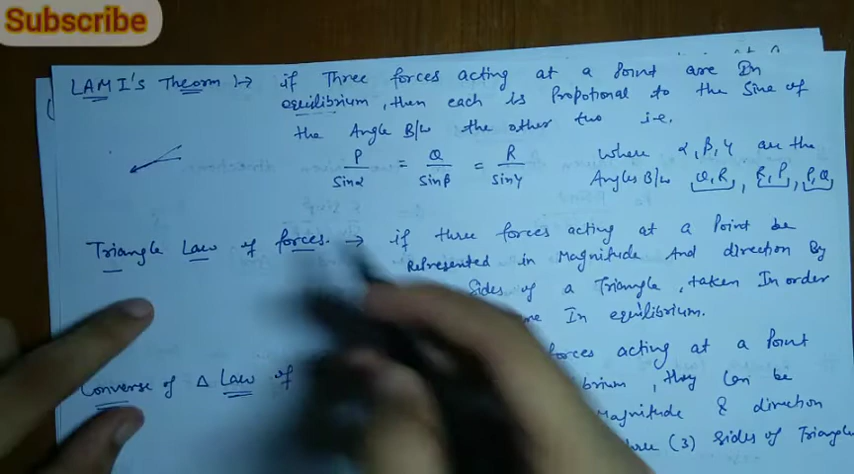 Subscribe
LAMI's Theorm :→ if Three forces acting at a Point are In
equilibrium, then each is Propotional to the Sine of
the Angle B/w the other two i.e.
P/Sinα = Q/Sinβ = R/Sinγ where α, β, γ are the
Angles B/w Q,R, R,P, P,Q
Triangle Law of forces. → if three forces acting at a Point be
Represented in Magnitude And direction By
Sides of a Triangle, taken In order
In equilibrium.
forces acting at a Point
Converse of Δ Law of
they Can be
Magnitude & direction
three (3) Sides of Triangle